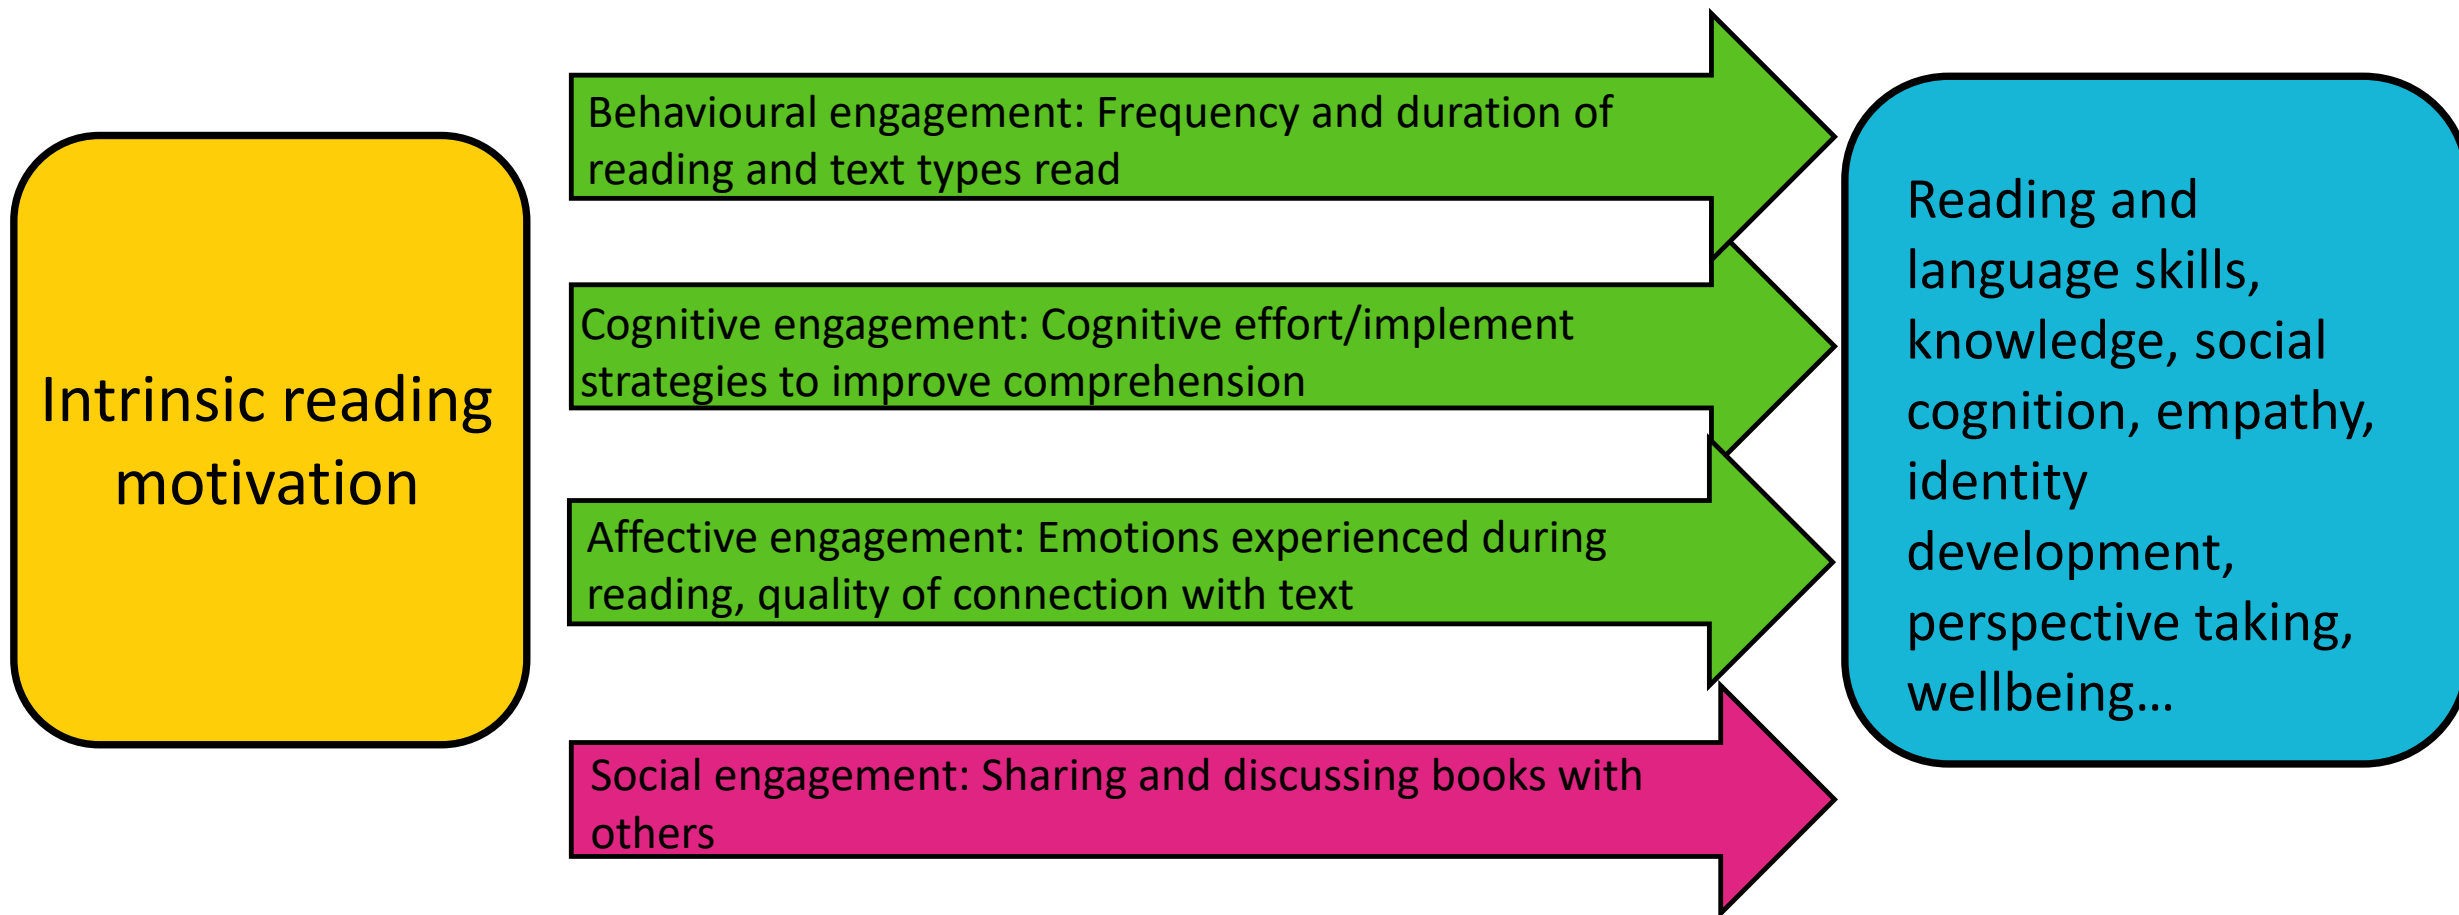 Intrinsic reading
motivation
Behavioural engagement: Frequency and duration of
reading and text types read
Cognitive engagement: Cognitive effort/implement
strategies to improve comprehension
Affective engagement: Emotions experienced during
reading, quality of connection with text
Social engagement: Sharing and discussing books with
others
Reading and
language skills,
knowledge, social
cognition, empathy,
identity
development,
perspective taking,
wellbeing…